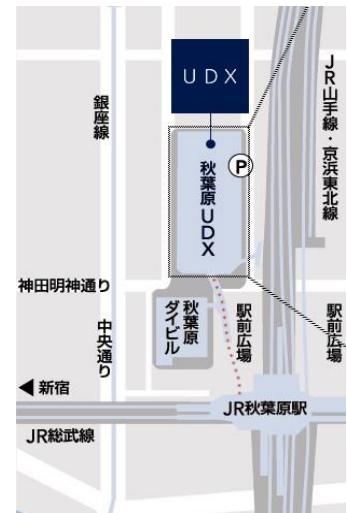 UDX
JR山手線・京浜東北線
銀座線
P
秋葉原UDX
神田明神通り
中央通り
秋葉原
ダイビル
駅前広場
駅前広場
◀新宿
JR秋葉原駅
JR総武線